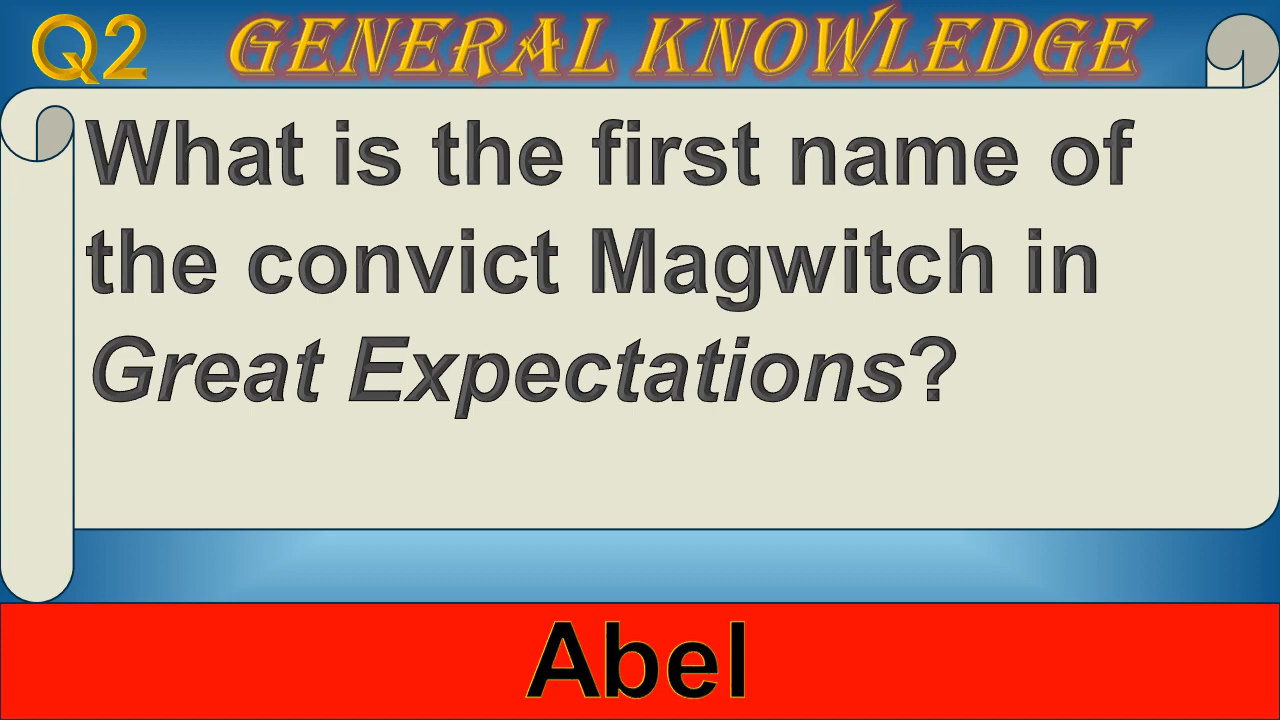 Q2 GENERAL KNOWLEDGE
What is the first name of
the convict Magwitch in
Great Expectations?
Abel